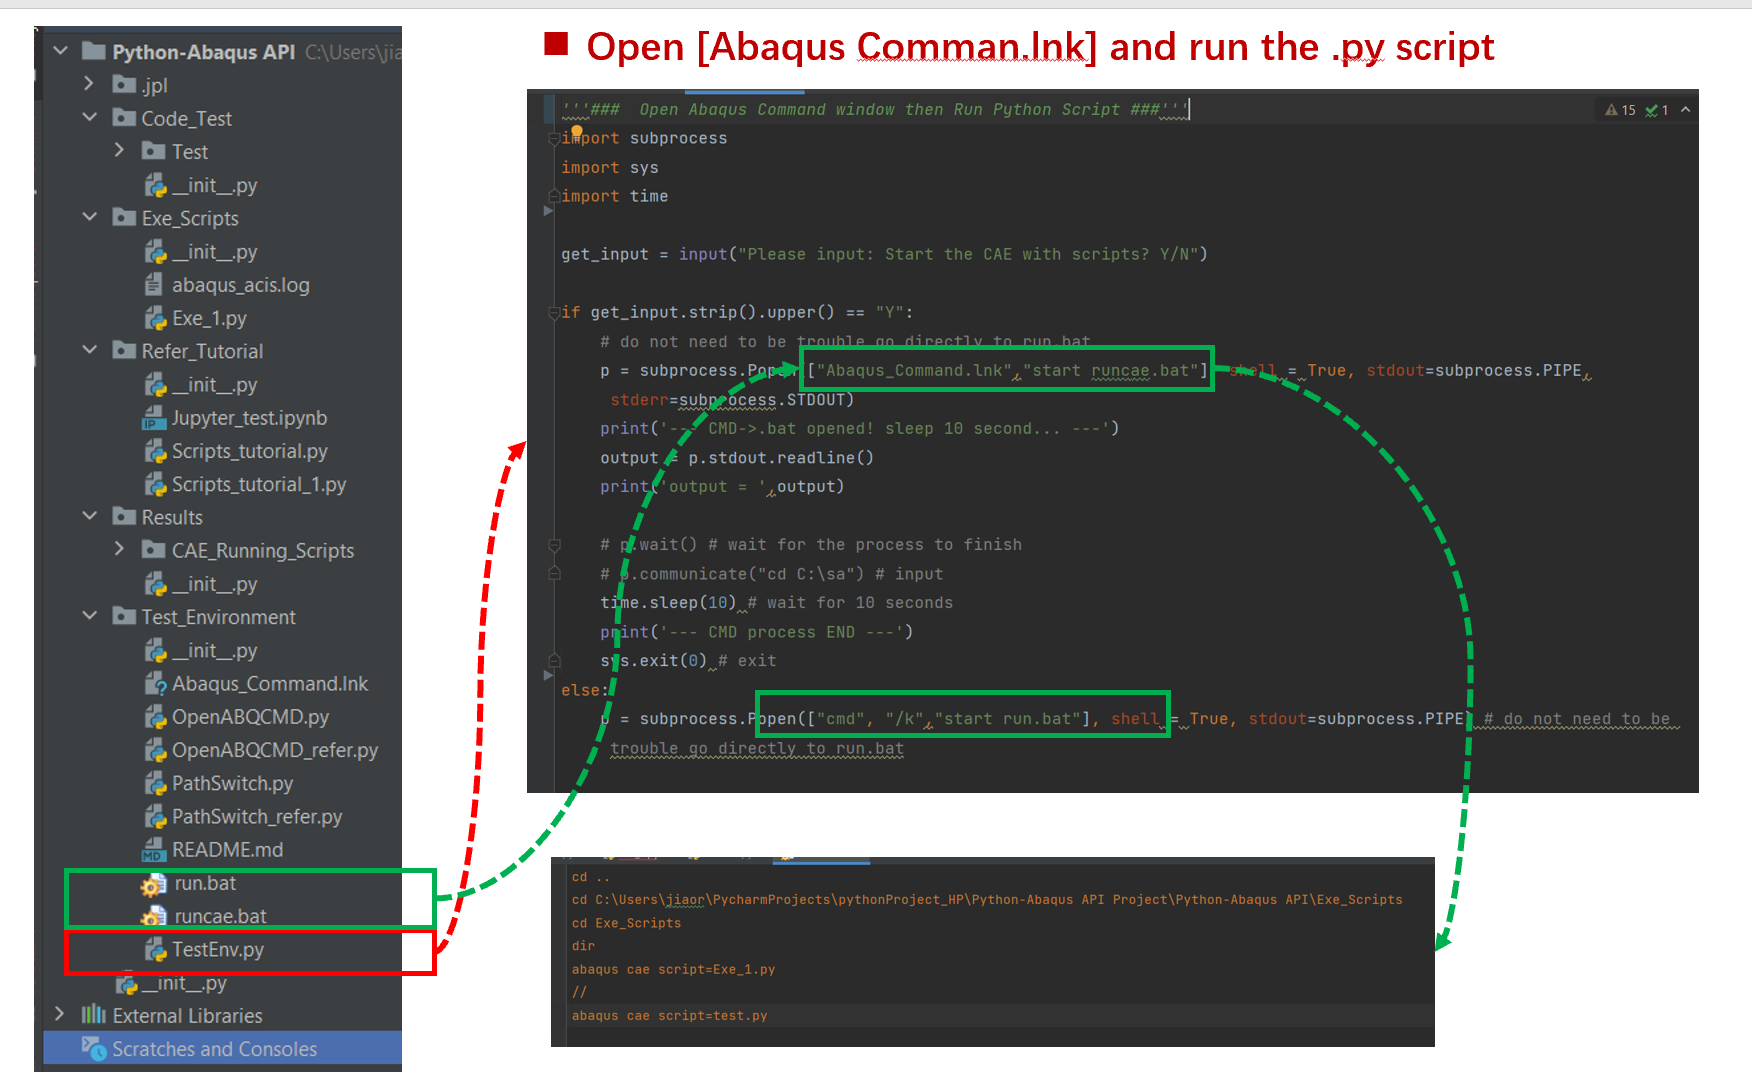 ■ Open [Abaqus Comman.lnk] and run the .py script
Python-Abaqus API C:\Users\jia
.jpl
Code_Test
Test
__init__.py
Exe_Scripts
__init__.py
abaqus_acis.log
Exe_1.py
Refer_Tutorial
__init__.py
Jupyter_test.ipynb
Scripts_tutorial.py
Scripts_tutorial_1.py
Results
CAE_Running_Scripts
__init__.py
Test_Environment
__init__.py
Abaqus_Command.lnk
OpenABQCMD.py
OpenABQCMD_refer.py
PathSwitch.py
PathSwitch_refer.py
README.md
run.bat
runcae.bat
TestEnv.py
__init__.py
External Libraries
Scratches and Consoles
'''### Open Abaqus Command window then Run Python Script ###'''
15 1
import subprocess
import sys
import time
get_input = input("Please input: Start the CAE with scripts? Y/N")
if get_input.strip().upper() == "Y":
# do not need to be trouble go directly to run.bat
p = subprocess.Popen(["Abaqus_Command.lnk","start runcae.bat"], shell = True, stdout=subprocess.PIPE,
stderr=subprocess.STDOUT)
print('--- CMD->.bat opened! sleep 10 second... ---')
output = p.stdout.readline()
print('output = ',output)
# p.wait() # wait for the process to finish
# p.communicate("cd C:\sa") # input
time.sleep(10) # wait for 10 seconds
print('--- CMD process END ---')
sys.exit(0) # exit
else:
p = subprocess.Popen(["cmd", "/k","start run.bat"], shell = True, stdout=subprocess.PIPE) # do not need to be
trouble go directly to run.bat
cd ..
cd C:\Users\jiaor\PycharmProjects\pythonProject_HP\Python-Abaqus API Project\Python-Abaqus API\Exe_Scripts
cd Exe_Scripts
dir
abaqus cae script=Exe_1.py
//
abaqus cae script=test.py